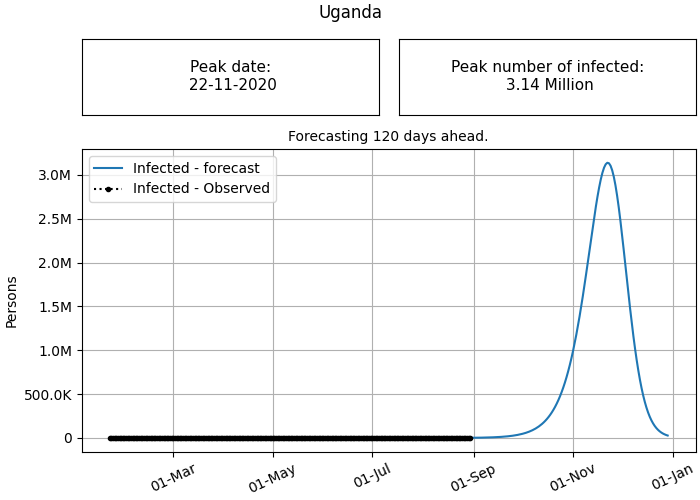 Uganda
Peak date:
22-11-2020
Peak number of infected:
3.14 Million
Forecasting 120 days ahead.
Infected - forecast
Infected - Observed
Persons
3.0M
2.5M
2.0M
1.5M
1.0M
500.0K
0
01-Mar
01-May
01-Jul
01-Sep
01-Nov
01-Jan